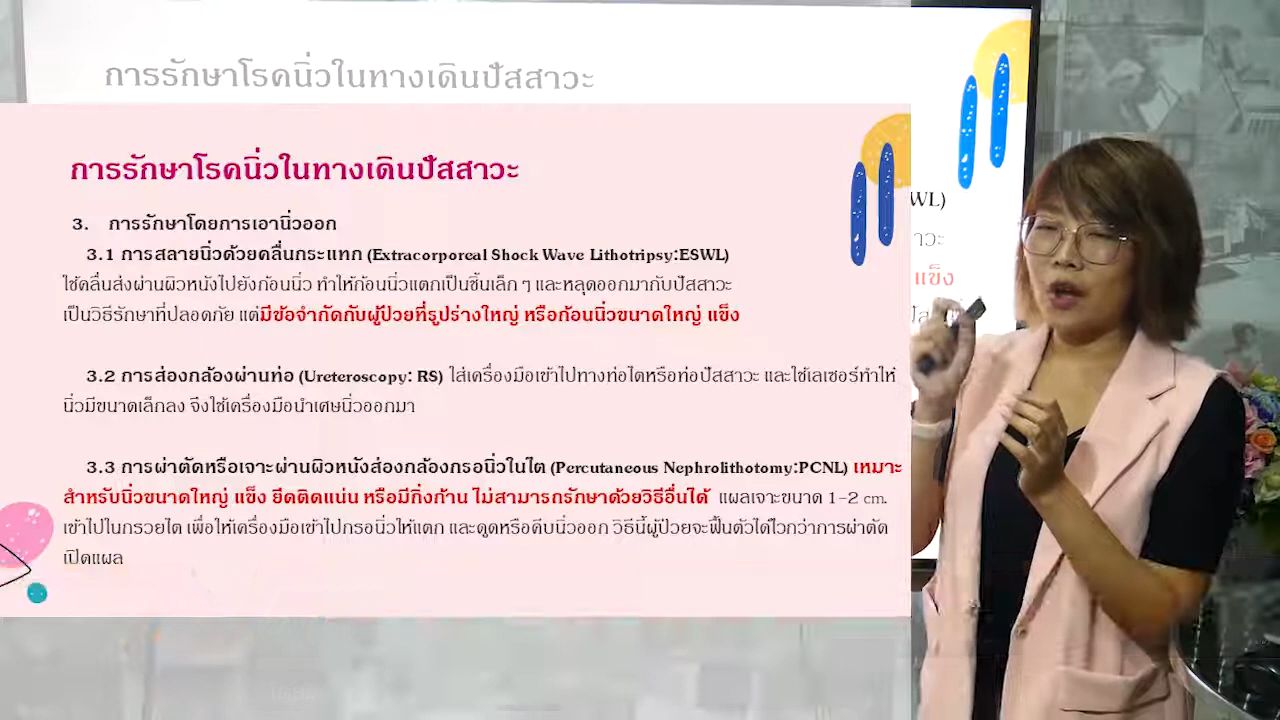 การรักษาโรคนิ่วในทางเดินปัสสาวะ
การรักษาโรคนิ่วในทางเดินปัสสาวะ
3. การรักษาโดยการเอานิ่วออก
3.1 การสลายนิ่วด้วยคลื่นกระแทก (Extracorporeal Shock Wave Lithotripsy:ESWL)
ใช้คลื่นส่งผ่านผิวหนังไปยังก้อนนิ่ว ทำให้ก้อนนิ่วแตกเป็นชิ้นเล็ก ๆ และหลุดออกมากับปัสสาวะ
เป็นวิธีรักษาที่ปลอดภัย แต่มีข้อจำกัดกับผู้ป่วยที่รูปร่างใหญ่ หรือก้อนนิ่วขนาดใหญ่ แข็ง
3.2 การส่องกล้องผ่านท่อ (Ureteroscopy: RS) ใส่เครื่องมือเข้าไปทางท่อไตหรือท่อปัสสาวะ และใช้เลเซอร์ทำให้
นิ่วมีขนาดเล็กลง จึงใช้เครื่องมือนำเศษนิ่วออกมา
3.3 การผ่าตัดหรือเจาะผ่านผิวหนังส่องกล้องกรอนิ่วในไต (Percutaneous Nephrolithotomy:PCNL) เหมาะ
สำหรับนิ่วขนาดใหญ่ แข็ง ยึดติดแน่น หรือมีกิ่งก้าน ไม่สามารถรักษาด้วยวิธีอื่นได้ แผลเจาะขนาด 1-2 cm.
เข้าไปในกรวยไต เพื่อให้เครื่องมือเข้าไปกรอนิ่วให้แตก และดูดหรือคีบนิ่วออก วิธีนี้ผู้ป่วยจะฟื้นตัวได้ไวกว่าการผ่าตัด
เปิดแผล
WL)
าวะ
แข็ง